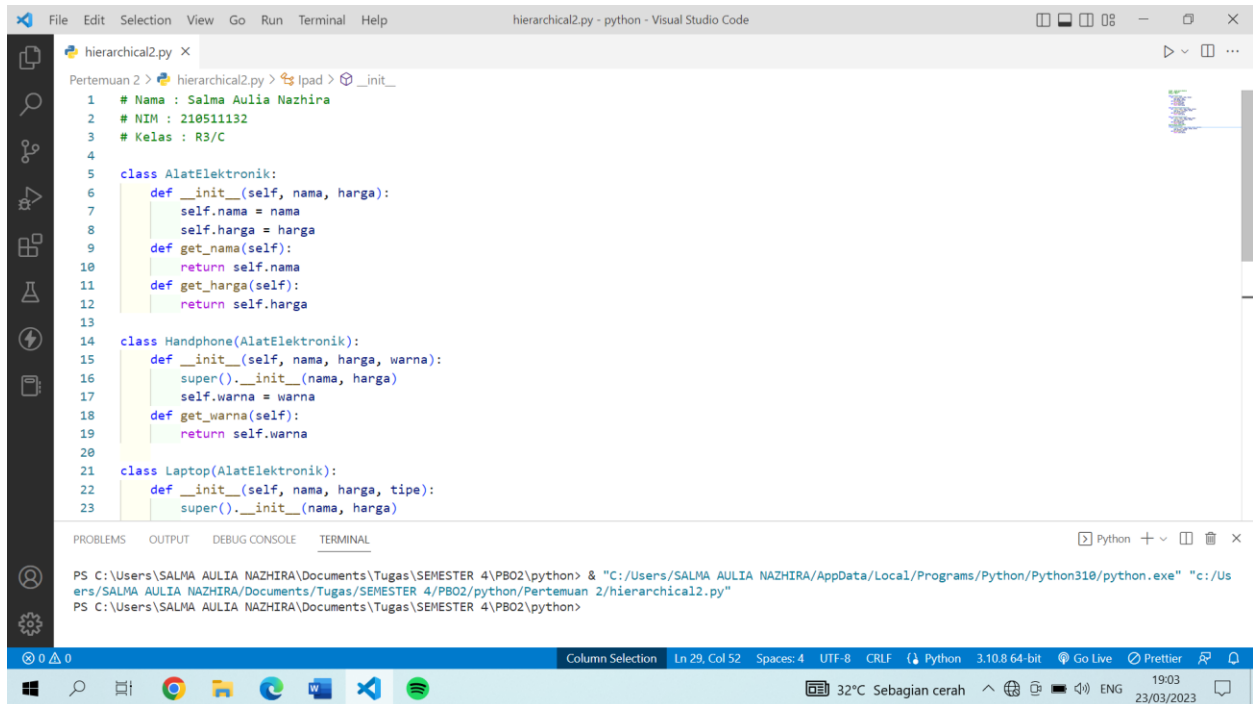 File Edit Selection View Go Run Terminal Help hierarchical2.py - python - Visual Studio Code
hierarchical2.py
Pertemuan 2 > hierarchical2.py > Ipad > __init__
1 # Nama : Salma Aulia Nazhira
2 # NIM : 210511132
3 # Kelas : R3/C
4
5 class AlatElektronik:
6     def __init__(self, nama, harga):
7         self.nama = nama
8         self.harga = harga
9     def get_nama(self):
10         return self.nama
11     def get_harga(self):
12         return self.harga
13
14 class Handphone(AlatElektronik):
15     def __init__(self, nama, harga, warna):
16         super().__init__(nama, harga)
17         self.warna = warna
18     def get_warna(self):
19         return self.warna
20
21 class Laptop(AlatElektronik):
22     def __init__(self, nama, harga, tipe):
23         super().__init__(nama, harga)
PROBLEMS OUTPUT DEBUG CONSOLE TERMINAL Python
PS C:\Users\SALMA AULIA NAZHIRA\Documents\Tugas\SEMESTER 4\PBO2\python> & "C:/Users/SALMA AULIA NAZHIRA/AppData/Local/Programs/Python/Python310/python.exe" "c:/Us
ers/SALMA AULIA NAZHIRA/Documents/Tugas/SEMESTER 4/PBO2/python/Pertemuan 2/hierarchical2.py"
PS C:\Users\SALMA AULIA NAZHIRA\Documents\Tugas\SEMESTER 4\PBO2\python>
0 0 Column Selection Ln 29, Col 52 Spaces: 4 UTF-8 CRLF Python 3.10.8 64-bit Go Live Prettier
32°C Sebagian cerah ENG 19:03
23/03/2023